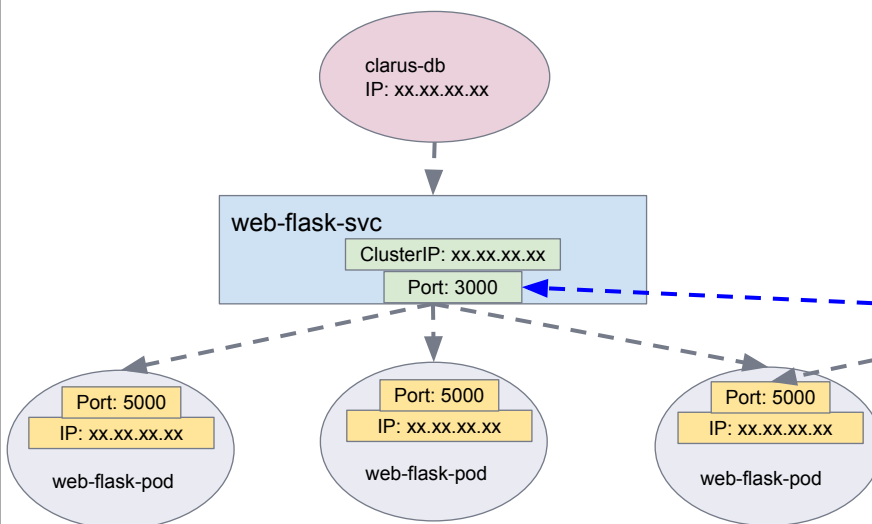 clarus-db
IP: xx.xx.xx.xx
web-flask-svc
ClusterIP: xx.xx.xx.xx
Port: 3000
Port: 5000
IP: xx.xx.xx.xx
web-flask-pod
Port: 5000
IP: xx.xx.xx.xx
web-flask-pod
Port: 5000
IP: xx.xx.xx.xx
web-flask-pod